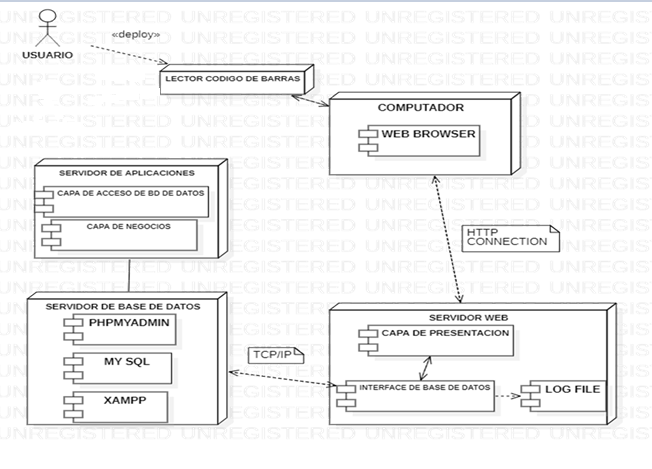 UNREGISTERED UNREGISTERED UNREGISTERED UNREGISTERED
«deploy»
USUARIO
LECTOR CODIGO DE BARRAS
COMPUTADOR
WEB BROWSER
SERVIDOR DE APLICACIONES
CAPA DE ACCESO DE BD DE DATOS
CAPA DE NEGOCIOS
HTTP
CONNECTION
SERVIDOR DE BASE DE DATOS
PHPMYADMIN
MY SQL
XAMPP
TCP/IP
SERVIDOR WEB
CAPA DE PRESENTACION
INTERFACE DE BASE DE DATOS
LOG FILE